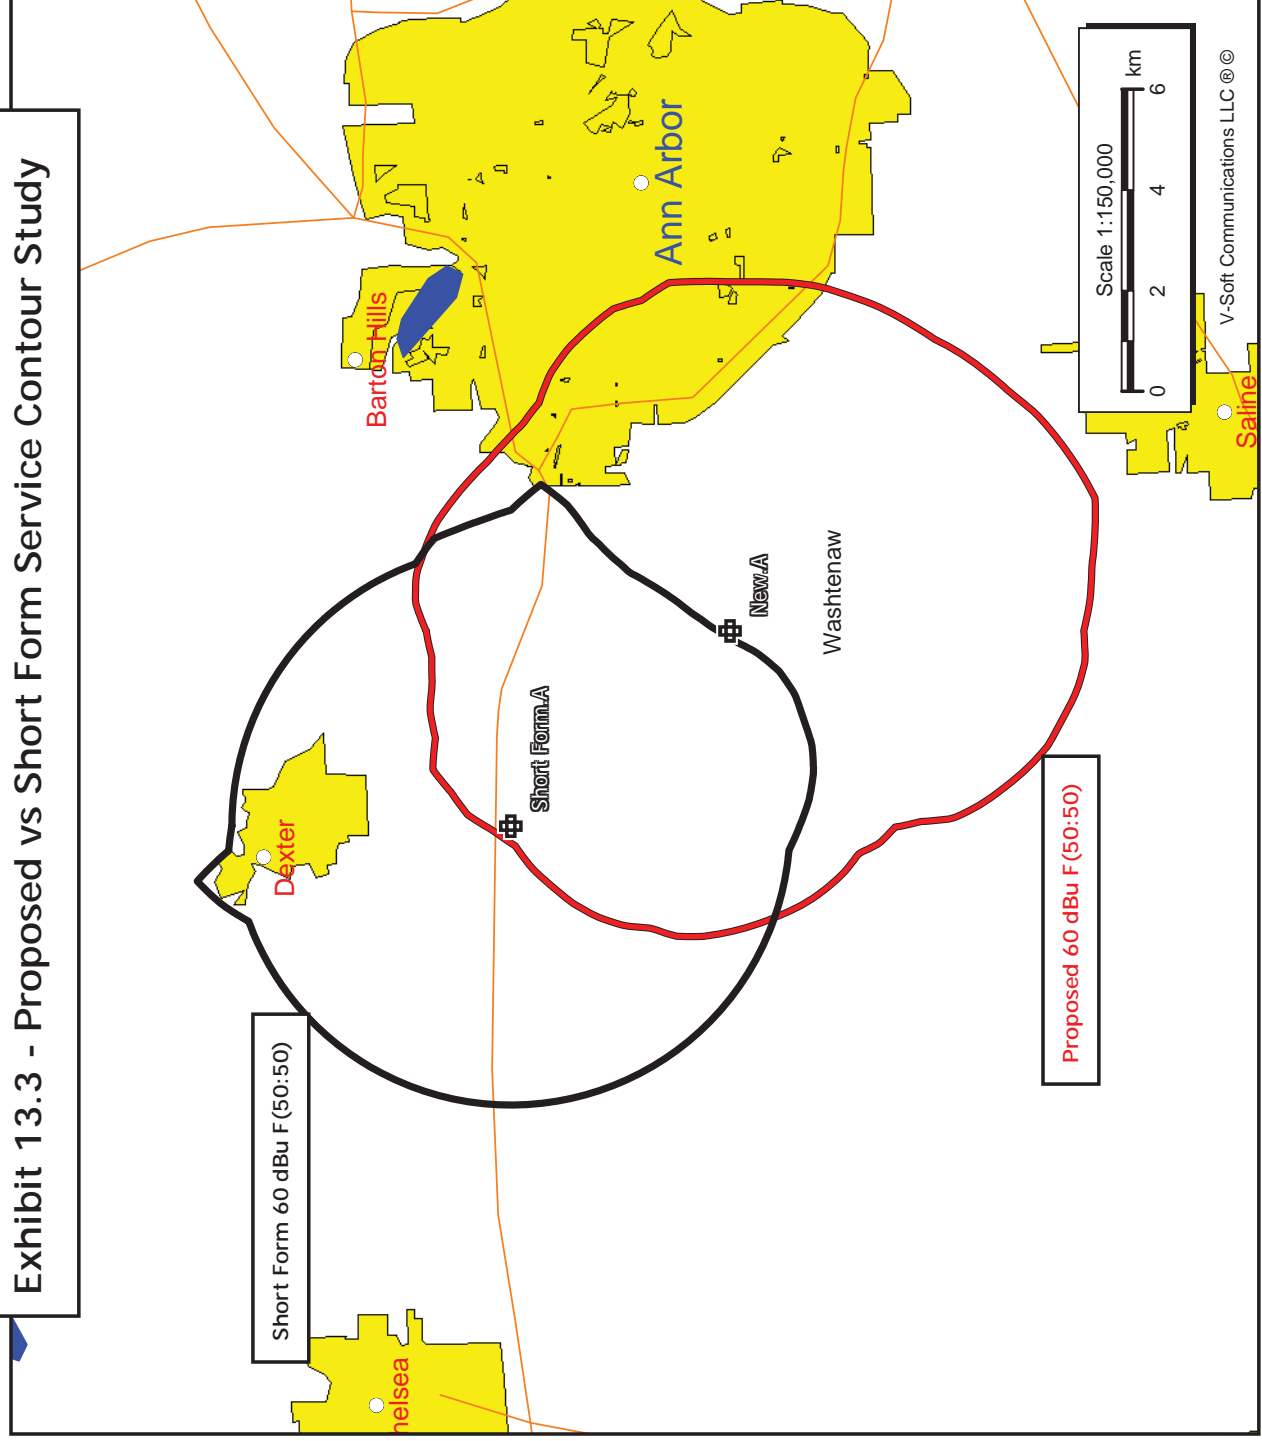 Exhibit 13.3 - Proposed vs Short Form Service Contour Study
Short Form 60 dBu F(50:50)
Dexter
Barton Hills
helsea
Short Form.A
Ann Arbor
New.A
Washtenaw
Proposed 60 dBu F(50:50)
Scale 1:150,000
km
0 2 4 6
V-Soft Communications LLC ® ©
Saline